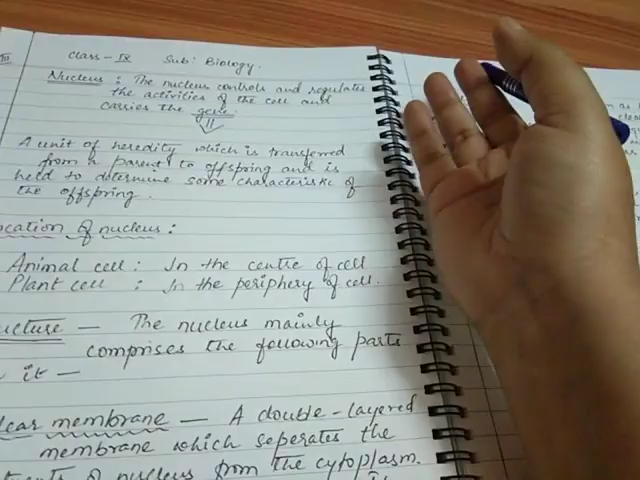 Class-IX Sub: Biology.
Nucleus : The nucleus controls and regulates
the activities of the cell and
carries the gene.
A unit of heredity which is transferred
from a parent to offspring and is
held to determine some characteristic of
the offspring.
ocation of nucleus :
Animal cell : In the centre of cell
Plant cell : In the periphery of cell.
ucture — The nucleus mainly
comprises the following parts
it —
lear membrane — A double-layered
membrane which seperates the
of nucleus from the cytoplasm.